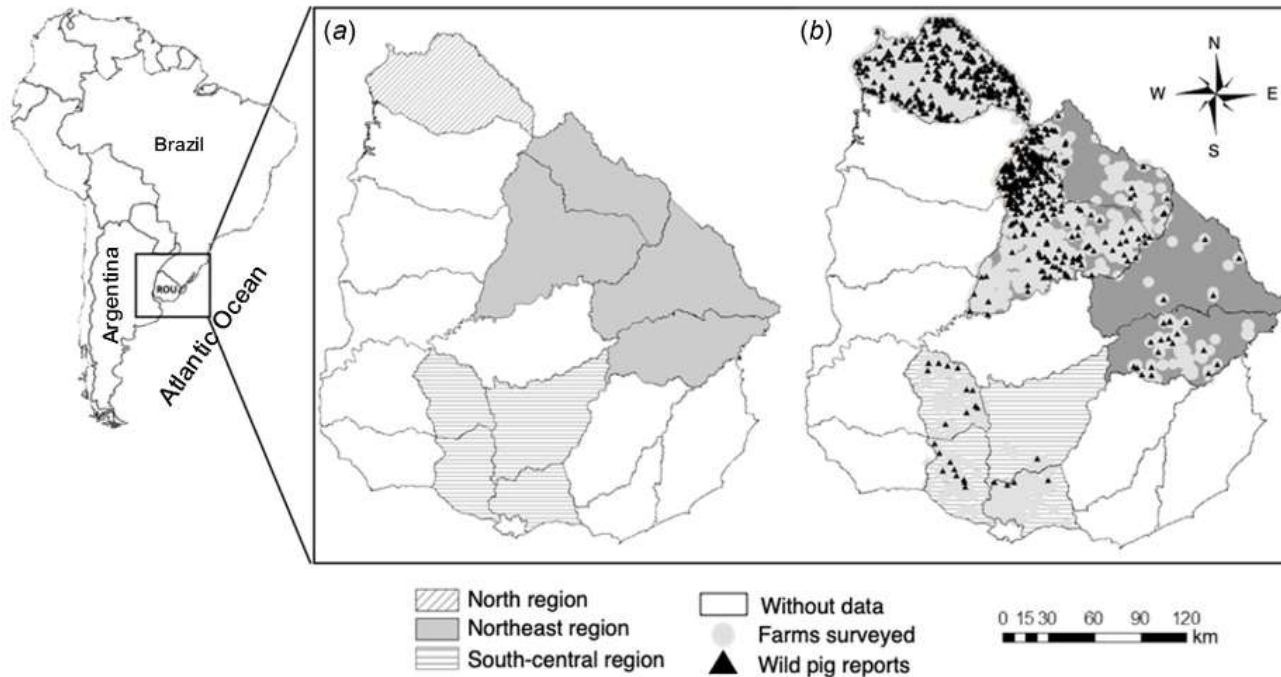 (a)
(b)
N
W E
S
Brazil
Argentina
ROU
Atlantic Ocean
North region
Northeast region
South-central region
Without data
Farms surveyed
Wild pig reports
0 15 30 60 90 120
km